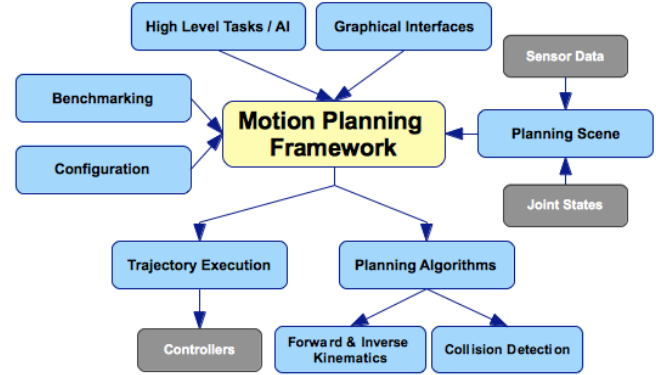 High Level Tasks / AI
Graphical Interfaces
Sensor Data
Benchmarking
Motion Planning
Framework
Planning Scene
Configuration
Joint States
Trajectory Execution
Planning Algorithms
Controllers
Forward & Inverse
Kinematics
Collision Detection